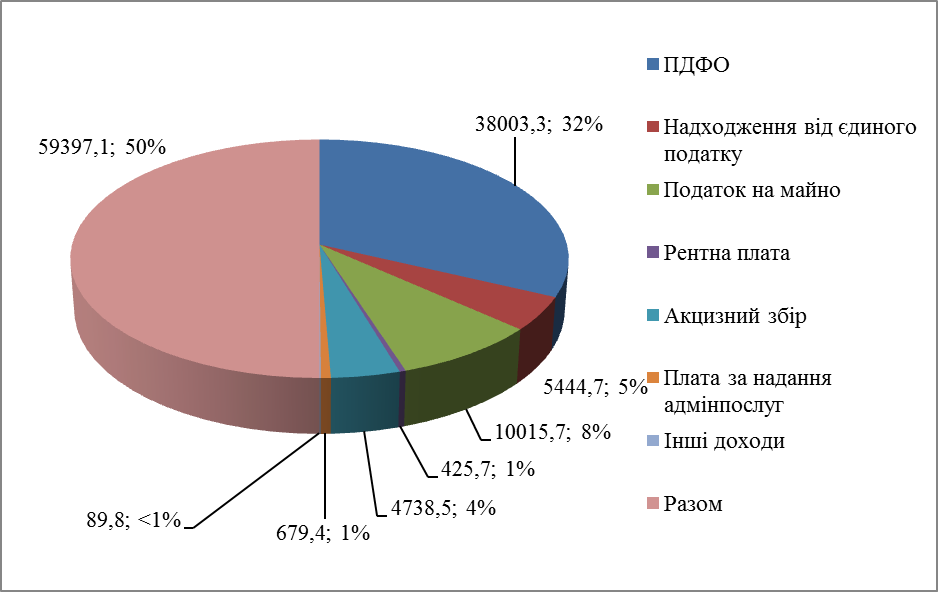 ПДФО
38003,3; 32%
Надходження від єдиного
податку
59397,1; 50%
Податок на майно
Рентна плата
Акцизний збір
Плата за надання
адмінпослуг
5444,7; 5%
10015,7; 8%
Інші доходи
425,7; 1%
4738,5; 4%
Разом
89,8; <1%
679,4; 1%